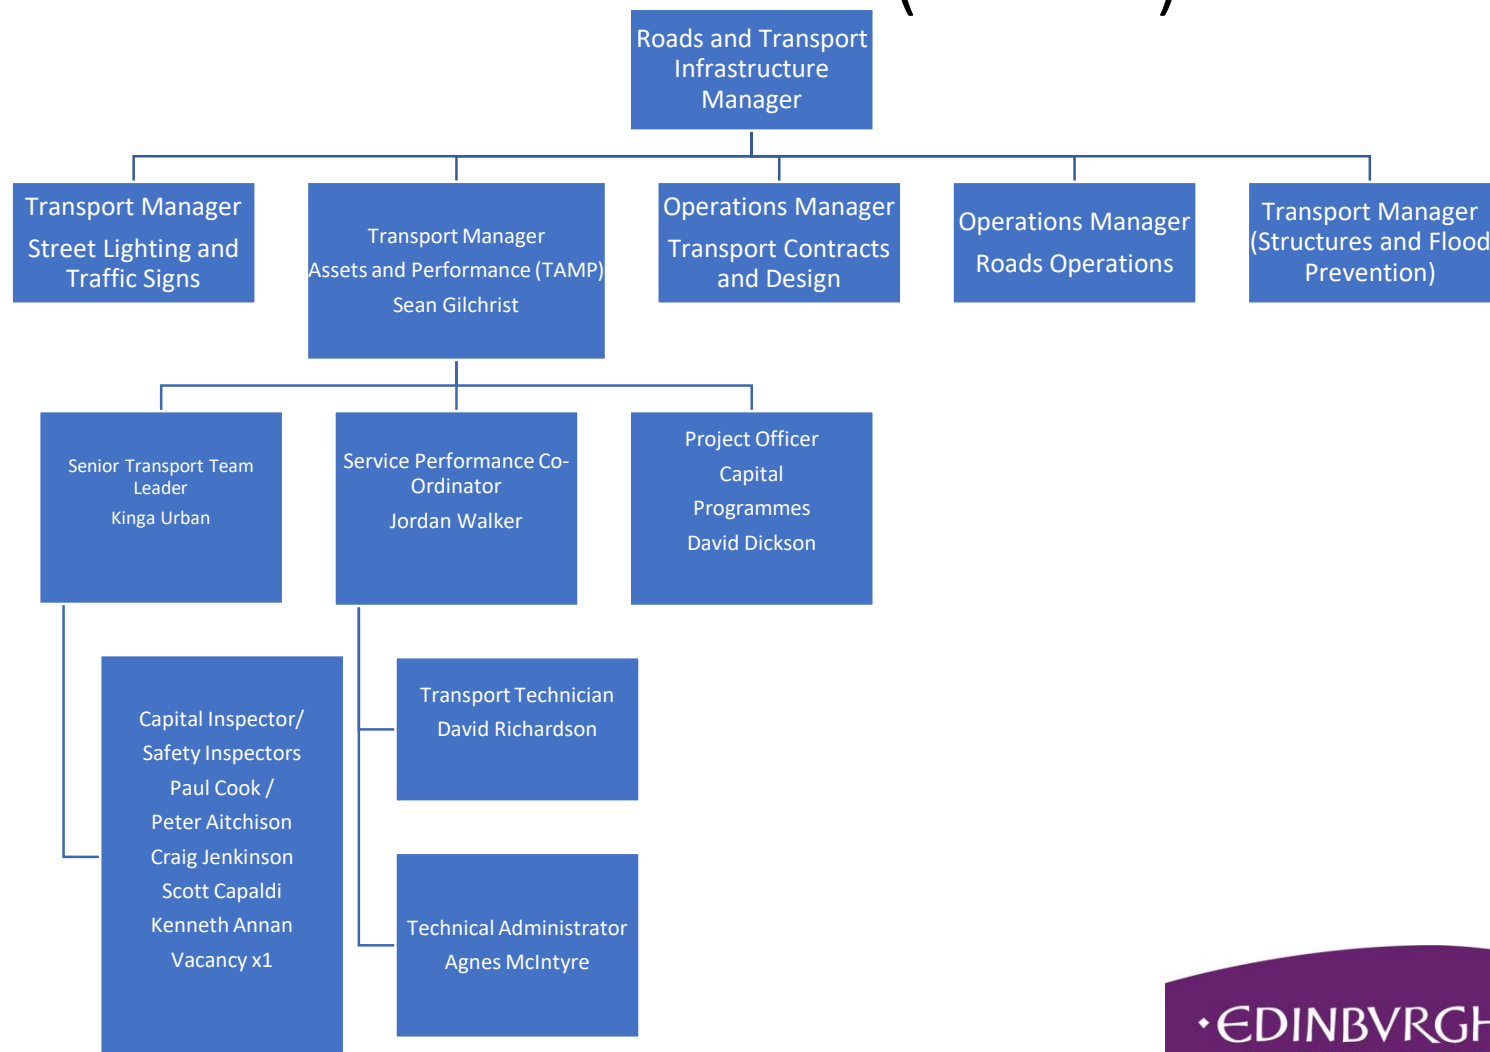 Roads and Transport
Infrastructure
Manager
Transport Manager
Street Lighting and
Traffic Signs
Transport Manager
Assets and Performance (TAMP)
Sean Gilchrist
Operations Manager
Transport Contracts
and Design
Operations Manager
Roads Operations
Transport Manager
(Structures and Flood
Prevention)
Senior Transport Team
Leader
Kinga Urban
Service Performance Co-
Ordinator
Jordan Walker
Project Officer
Capital
Programmes
David Dickson
Capital Inspector/
Safety Inspectors
Paul Cook /
Peter Aitchison
Craig Jenkinson
Scott Capaldi
Kenneth Annan
Vacancy x1
Transport Technician
David Richardson
Technical Administrator
Agnes McIntyre
•EDINBVRGH